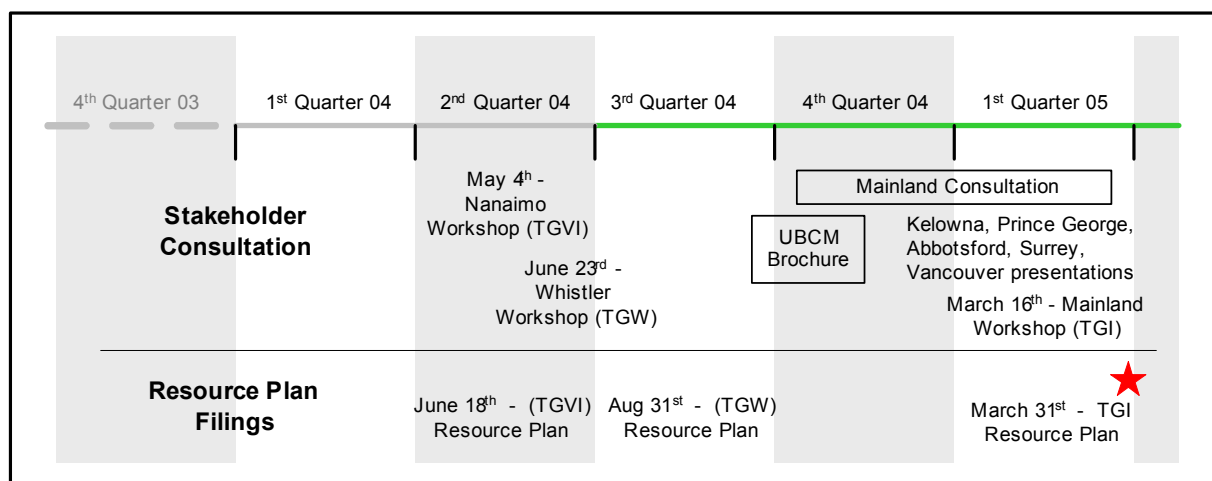 4th Quarter 03
1st Quarter 04
2nd Quarter 04
3rd Quarter 04
4th Quarter 04
1st Quarter 05
Stakeholder
Consultation
May 4h -
Nanaimo
Workshop (TGVI)
June 23rd -
Whistler
Workshop (TGW)
UBCM
Brochure
Mainland Consultation
Kelowna, Prince George,
Abbotsford, Surrey,
Vancouver presentations
March 16th - Mainland
Workshop (TGI)
Resource Plan
Filings
June 18th - (TGVI)
Resource Plan
Aug 31st - (TGW)
Resource Plan
March 31st - TGI
Resource Plan